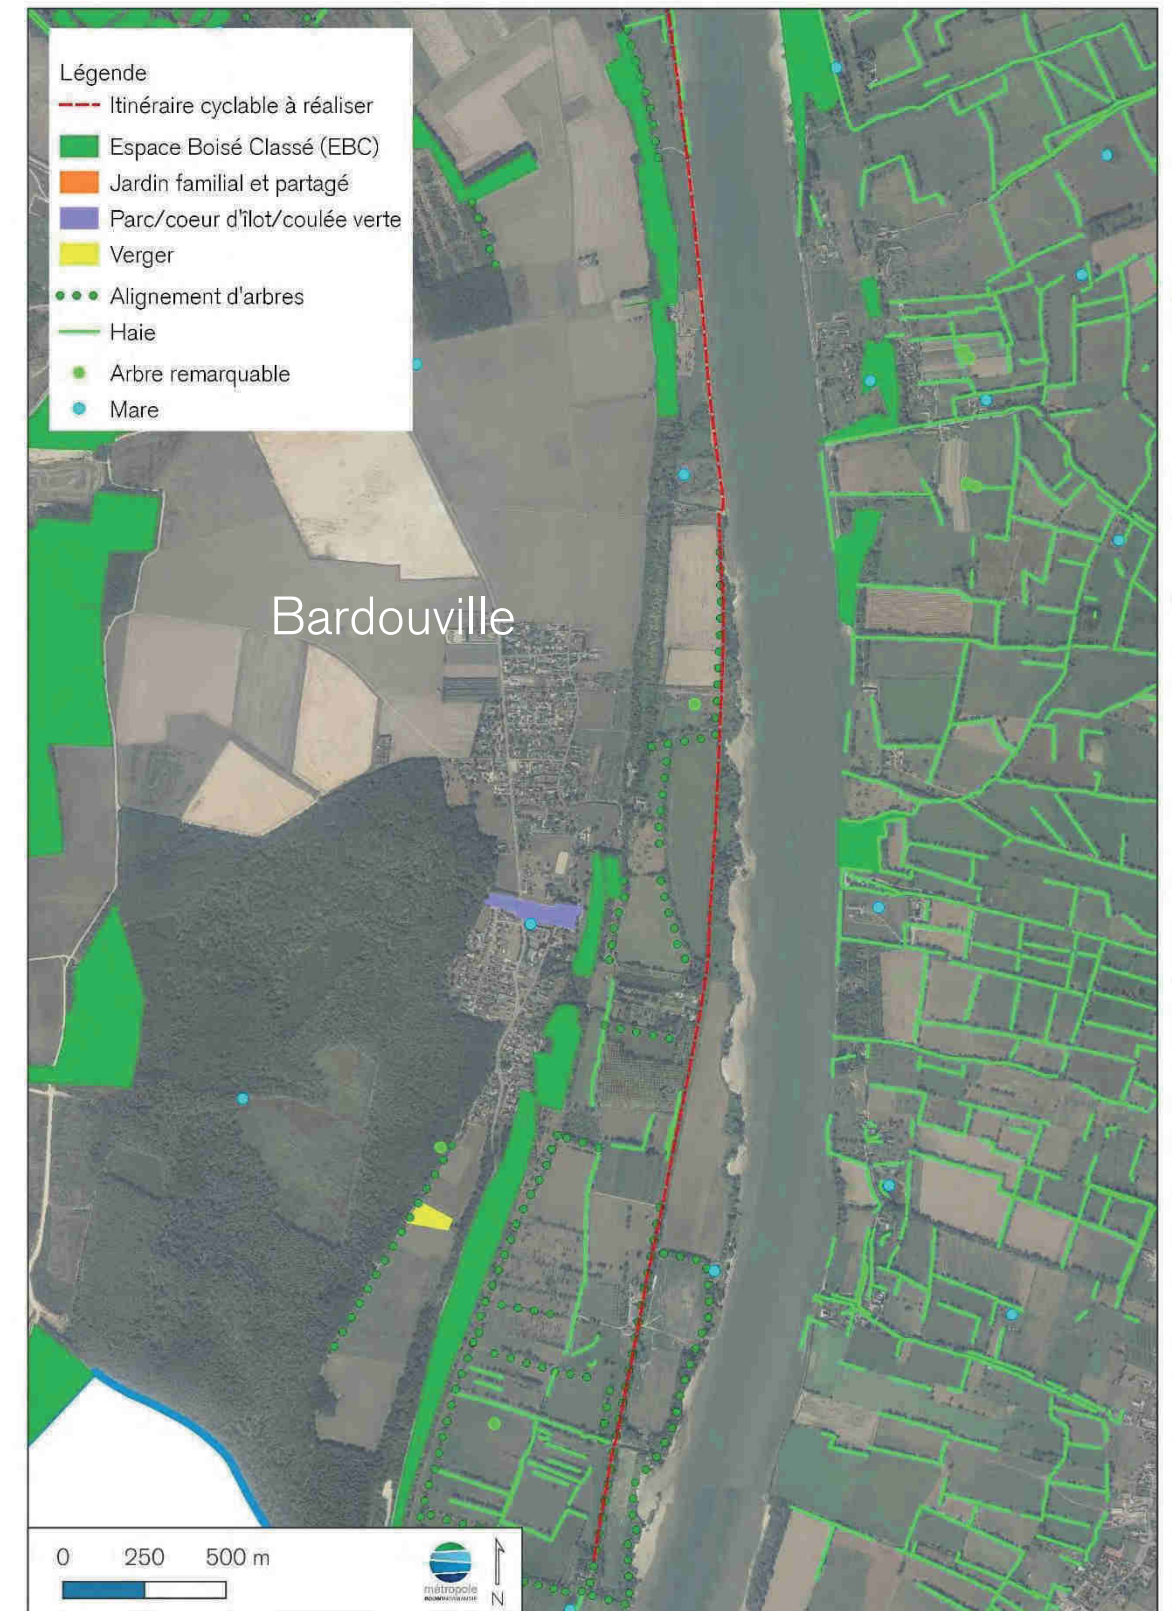 Légende
Itinéraire cyclable à réaliser
Espace Boisé Classé (EBC)
Jardin familial et partagé
Parc/coeur d'îlot/coulée verte
Verger
Alignement d'arbres
Haie
Arbre remarquable
Mare
Bardouville
0 250 500 m
métropole
ROUENNORMANDIE
N